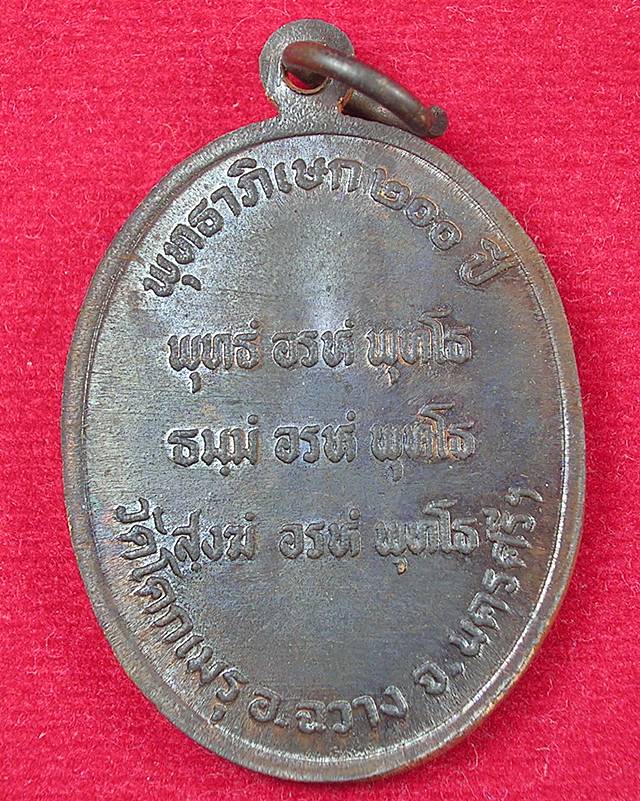 พุทธาภิเษก ๒๐๐ ปี
พุทธํ อรหํ พุทโธ
ธมฺมํ อรหํ พุทโธ
สํงฆํ อรหํ พุทโธ
วัดโคกเมรุ อ.ฉวาง จ.นครศรีฯ